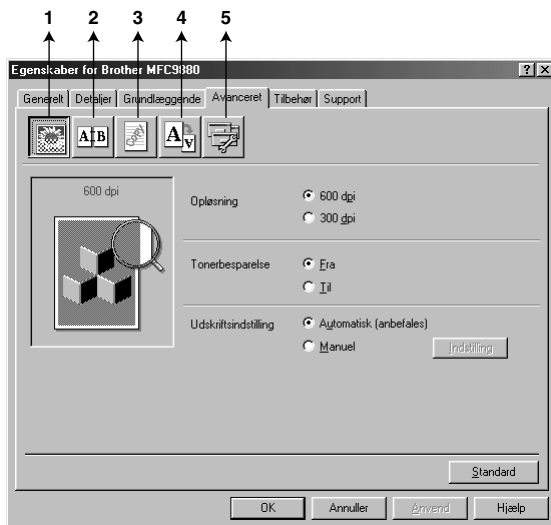 1 2 3 4 5
Egenskaber for Brother MFC9880
Generelt Detaljer Grundlæggende Avanceret Tilbehør Support
600 dpi
Opløsning
600 dpi
300 dpi
Tonerbesparelse
Fra
Til
Udskriftsindstilling
Automatisk (anbefales)
Manuel
Indstilling
Standard
OK Annuller Anvend Hjælp